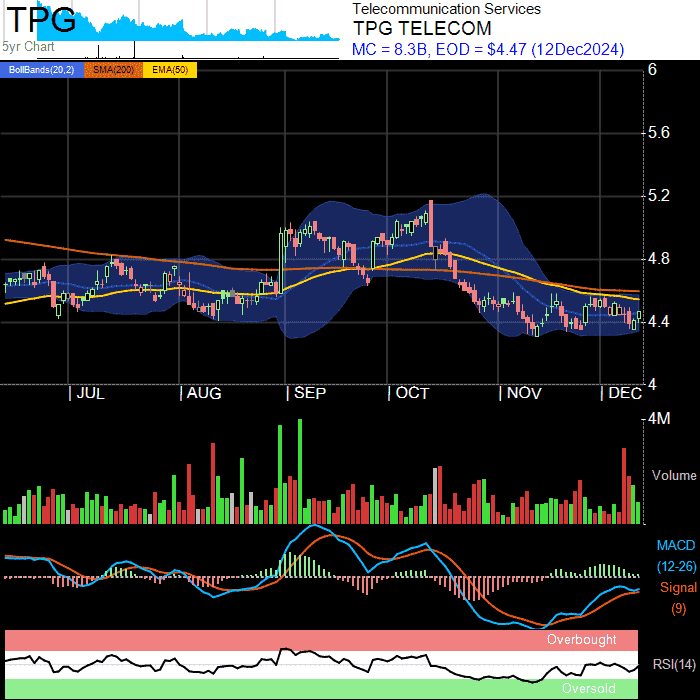 TPG
5yr Chart
Telecommunication Services
TPG TELECOM
MC = 8.3B, EOD = $4.47 (12Dec2024)
BollBands(20,2) SMA(200) EMA(50)
6
5.6
5.2
4.8
4.4
4
| JUL | AUG | SEP | OCT | NOV | DEC
4M
Volume
MACD
(12-26)
Signal
(9)
Overbought
RSI(14)
Oversold